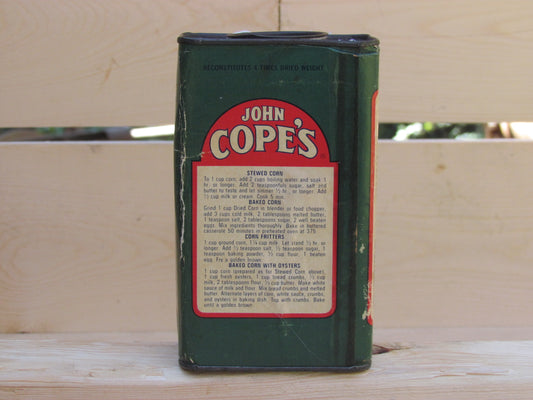 RECONSTITUTES 4 TIMES DRIED WEIGHT
JOHN
COPE'S
STEWED CORN
To 1 cup corn, add 2 cups boiling water and soak 1
hr. or longer. Add 2 teaspoonfuls sugar, salt and
butter to taste and let simmer ½ hr. or longer. Add
½ cup milk or cream. Cook 5 min.
BAKED CORN
Grind 1 cup Dried Corn in blender or food chopper,
add 3 cups cold milk, 2 tablespoons melted butter,
1 teaspoon salt, 2 tablespoons sugar, 2 well beaten
eggs. Mix ingredients thoroughly. Bake in buttered
casserole 50 minutes in preheated oven at 375
CORN FRITTERS
1 cup ground corn, 1¼ cup milk. Let stand ½ hr. or
longer. Add ½ teaspoon salt, ½ teaspoon sugar, 1
teaspoon baking powder, ½ cup flour, 1 beaten
egg. Fry a golden brown.
BAKED CORN WITH OYSTERS
1 cup corn (prepared as for Stewed Corn above),
1 cup fresh oysters, 1 cup bread crumbs, ½ cup
milk, 2 tablespoons flour, ½ cup butter. Make white
sauce of milk and flour. Mix bread crumbs and melted
butter. Alternate layers of corn, white sauce, crumbs,
and oysters in baking dish. Top with crumbs. Bake
until a golden brown.